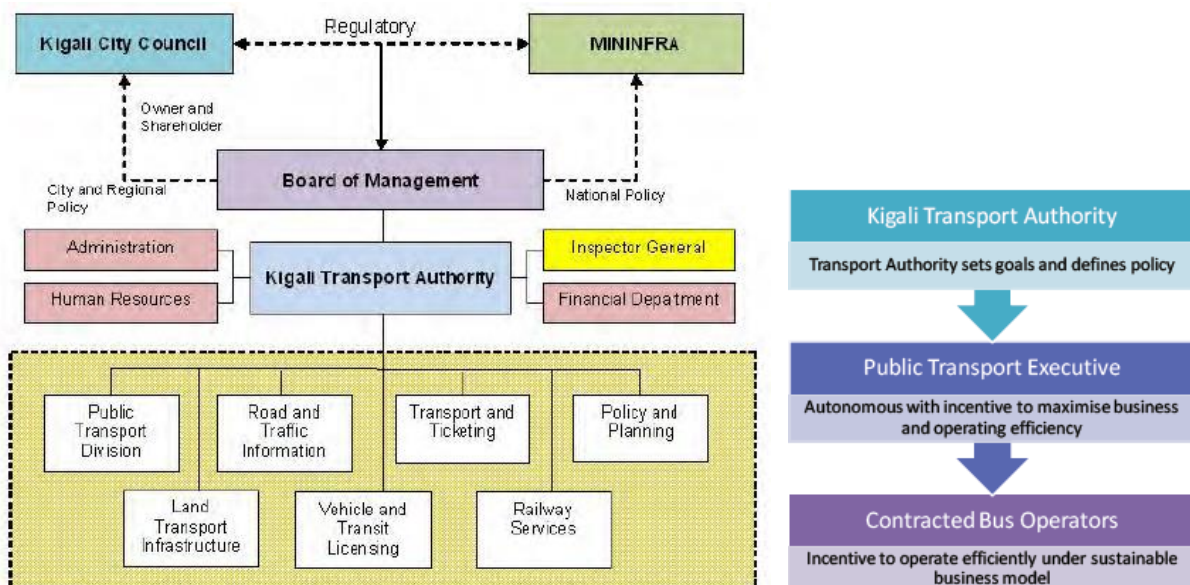 Regulatory
Kigali City Council
MININFRA
Owner and
Shareholder
Board of Management
City and Regional
Policy
National Policy
Administration
Inspector General
Kigali Transport Authority
Human Resources
Financial Department
Public
Transport
Division
Road and
Traffic
Information
Transport and
Ticketing
Policy and
Planning
Land
Transport
Infrastructure
Vehicle and
Transit
Licensing
Railway
Services
Kigali Transport Authority
Transport Authority sets goals and defines policy
Public Transport Executive
Autonomous with incentive to maximise business
and operating efficiency
Contracted Bus Operators
Incentive to operate efficiently under sustainable
business model